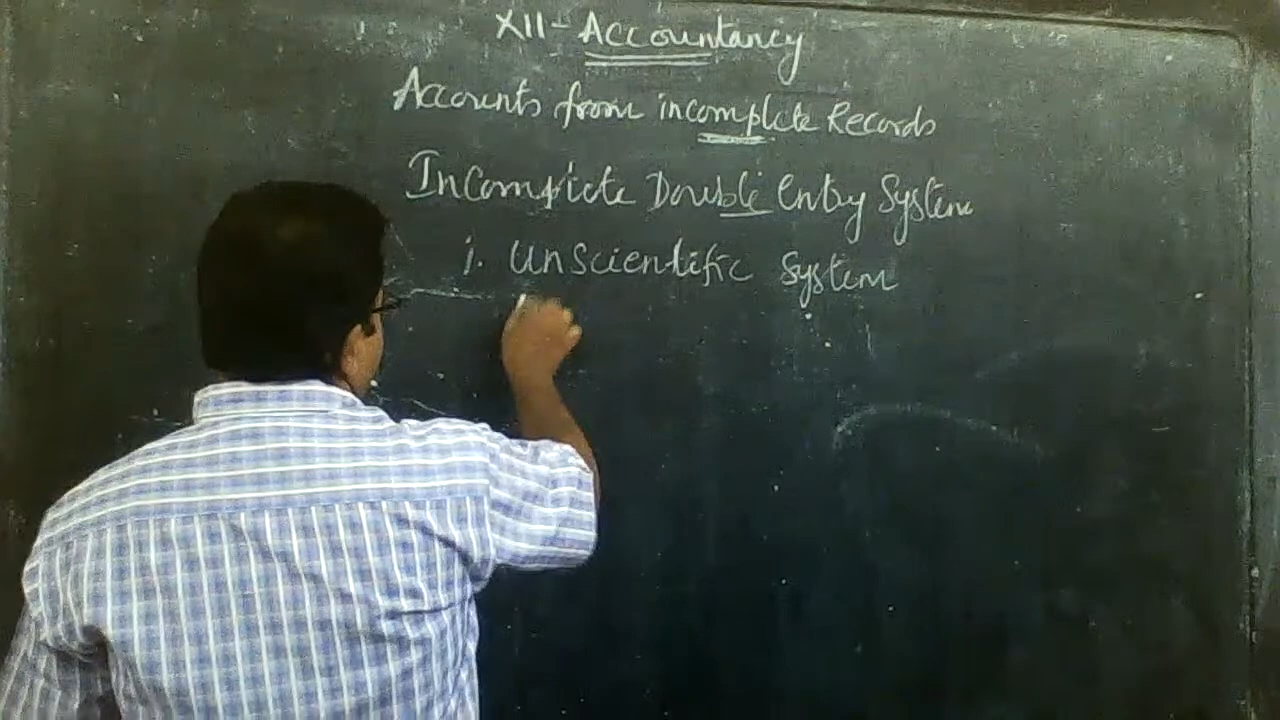 XII- Accountancy
Accounts from incomplete Records
Incomplete Double Entry System
i. Unscientific System